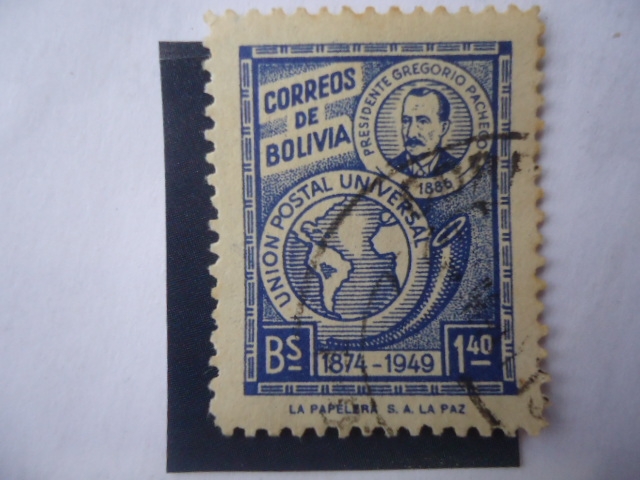 CORREOS
DE
BOLIVIA
PRESIDENTE GREGORIO PACHECO
1886
UNION POSTAL UNIVERSAL
BS 1874-1949 1.40
LA PAPELERA S. A. LA PAZ